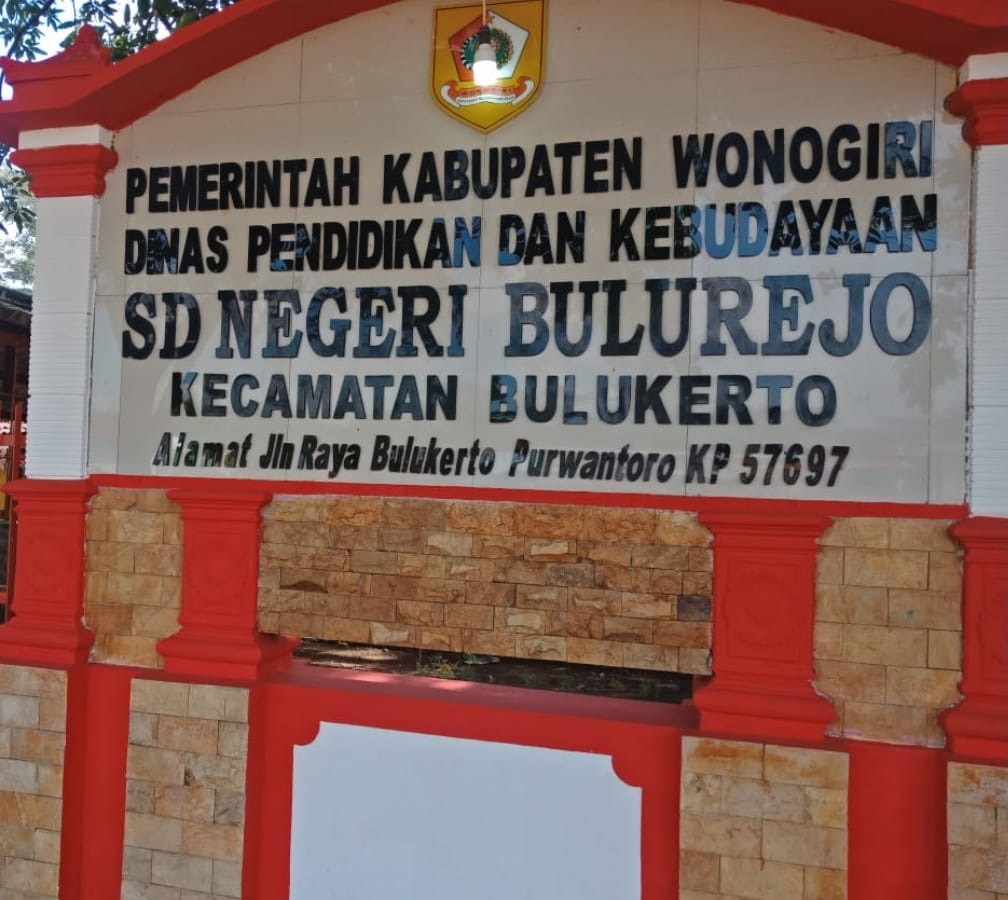 PEMERINTAH KABUPATEN WONOGIRI
DINAS PENDIDIKAN DAN KEBUDAYAAN
SD NEGERI BULUREJO
KECAMATAN BULUKERTO
Alamat Jln Raya Bulukerto Purwantoro KP 57697